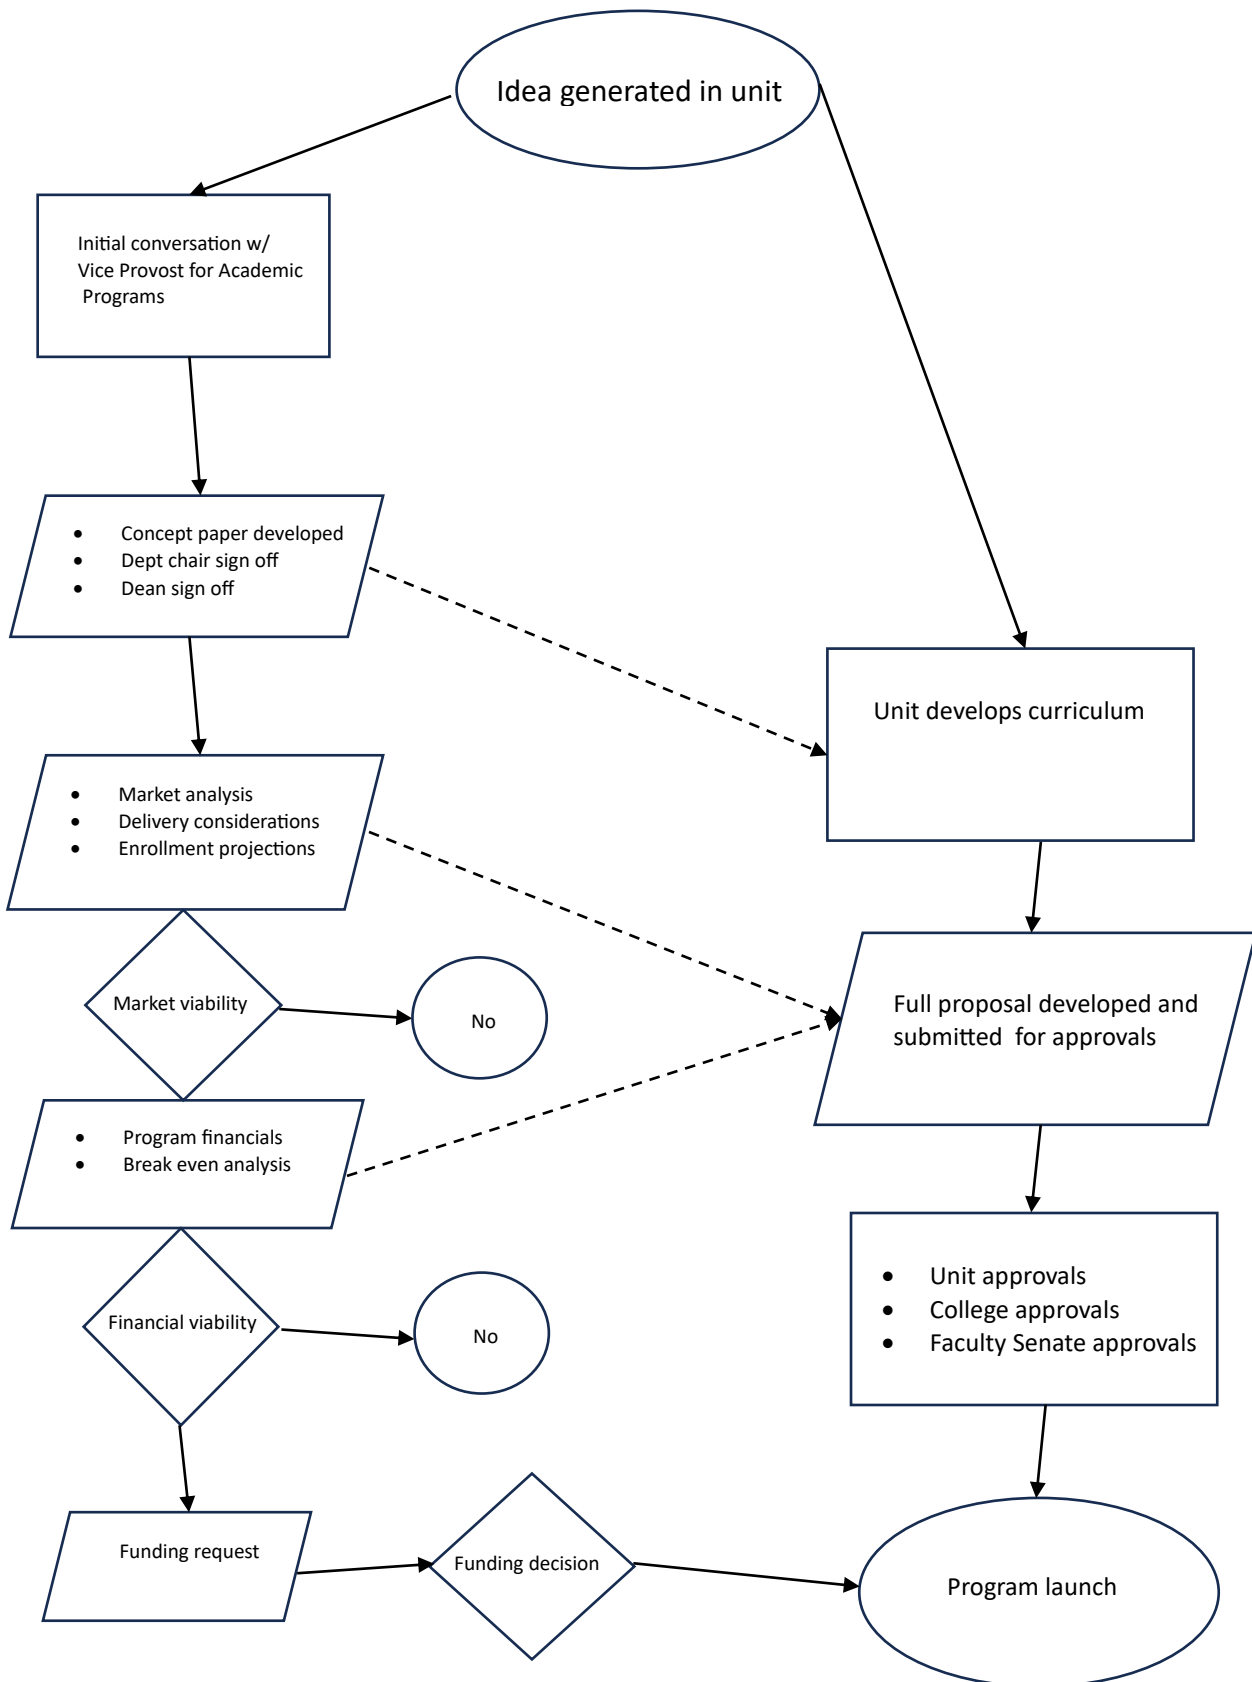 Idea generated in unit
Initial conversation w/
Vice Provost for Academic
Programs
• Concept paper developed
• Dept chair sign off
• Dean sign off
Unit develops curriculum
• Market analysis
• Delivery considerations
• Enrollment projections
Market viability
No
Full proposal developed and
submitted for approvals
• Program financials
• Break even analysis
Financial viability
No
• Unit approvals
• College approvals
• Faculty Senate approvals
Funding request
Funding decision
Program launch